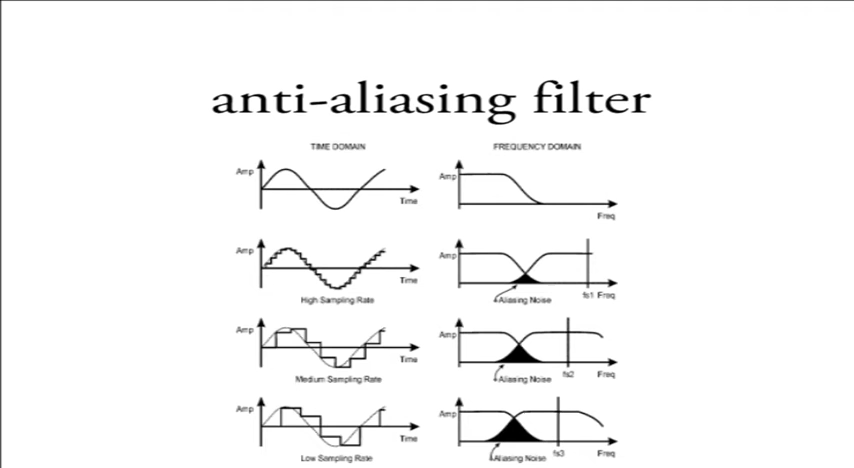 anti-aliasing filter
TIME DOMAIN
FREQUENCY DOMAIN
Amp
Time
Amp
Freq
Amp
Time
High Sampling Rate
Amp
Aliasing Noise
fs1 Freq
Amp
Time
Medium Sampling Rate
Amp
Aliasing Noise
fs2 Freq
Amp
Time
Low Sampling Rate
Amp
Aliasing Noise
fs3 Freq